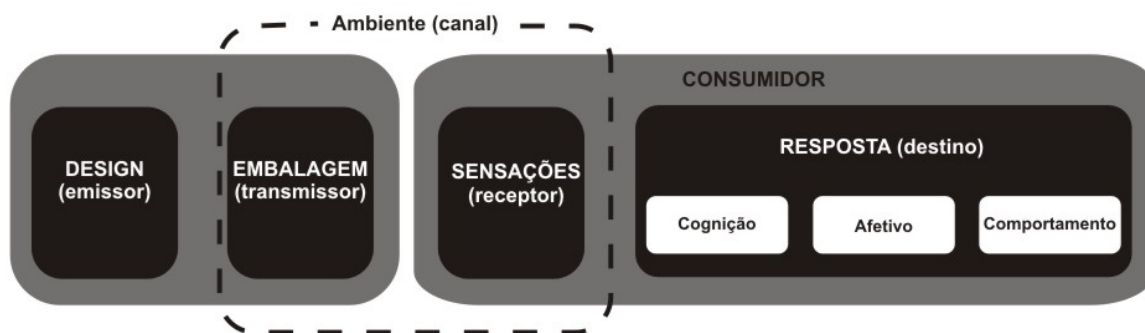 Ambiente (canal)
CONSUMIDOR
DESIGN
(emissor)
EMBALAGEM
(transmissor)
SENSAÇÕES
(receptor)
RESPOSTA (destino)
Cognição
Afetivo
Comportamento